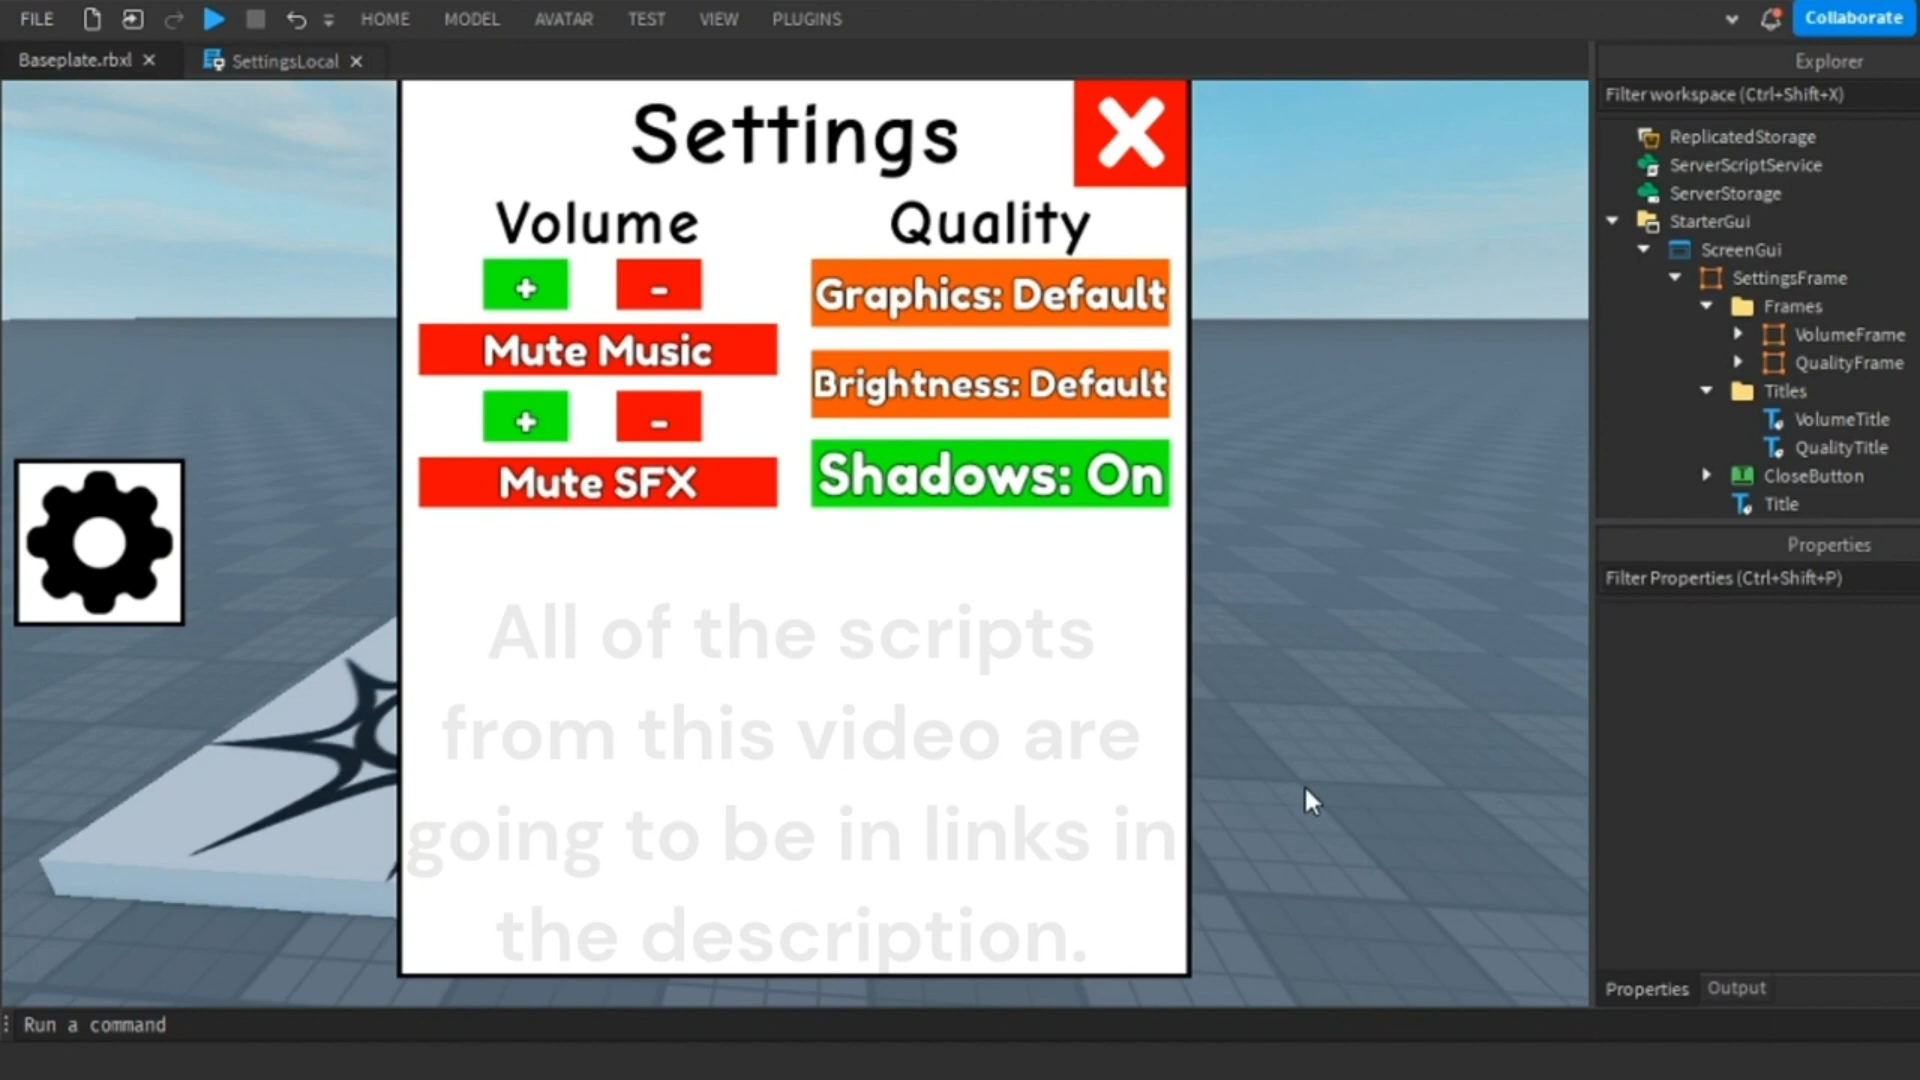 FILE
HOME
MODEL
AVATAR
TEST
VIEW
PLUGINS
Collaborate
Baseplate.rbxl
SettingsLocal
Settings
Volume
+
-
Mute Music
+
-
Mute SFX
Quality
Graphics: Default
Brightness: Default
Shadows: On
All of the scripts
from this video are
going to be in links in
the description.
Explorer
Filter workspace (Ctrl+Shift+X)
ReplicatedStorage
ServerScriptService
ServerStorage
StarterGui
ScreenGui
SettingsFrame
Frames
VolumeFrame
QualityFrame
Titles
VolumeTitle
QualityTitle
CloseButton
Title
Properties
Filter Properties (Ctrl+Shift+P)
Properties
Output
Run a command